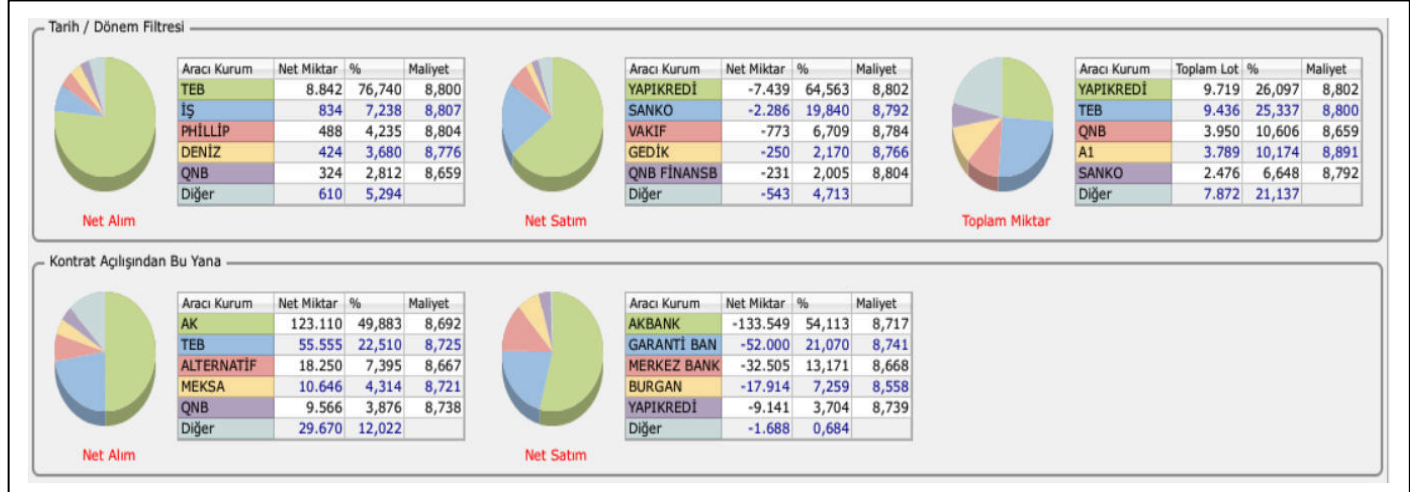 Tarih / Dönem Filtresi
Aracı Kurum Net Miktar % Maliyet
TEB 8.842 76,740 8,800
İŞ 834 7,238 8,807
PHİLLİP 488 4,235 8,804
DENİZ 424 3,680 8,776
QNB 324 2,812 8,659
Diğer 610 5,294
Net Alım
Aracı Kurum Net Miktar % Maliyet
YAPIKREDİ -7.439 64,563 8,802
SANKO -2.286 19,840 8,792
VAKIF -773 6,709 8,784
GEDİK -250 2,170 8,766
QNB FİNANSB -231 2,005 8,804
Diğer -543 4,713
Net Satım
Aracı Kurum Toplam Lot % Maliyet
YAPIKREDİ 9.719 26,097 8,802
TEB 9.436 25,337 8,800
QNB 3.950 10,606 8,659
A1 3.789 10,174 8,891
SANKO 2.476 6,648 8,792
Diğer 7.872 21,137
Toplam Miktar
Kontrat Açılışından Bu Yana
Aracı Kurum Net Miktar % Maliyet
AK 123.110 49,883 8,692
TEB 55.555 22,510 8,725
ALTERNATİF 18.250 7,395 8,667
MEKSA 10.646 4,314 8,721
QNB 9.566 3,876 8,738
Diğer 29.670 12,022
Net Alım
Aracı Kurum Net Miktar % Maliyet
AKBANK -133.549 54,113 8,717
GARANTİ BAN -52.000 21,070 8,741
MERKEZ BANK -32.505 13,171 8,668
BURGAN -17.914 7,259 8,558
YAPIKREDİ -9.141 3,704 8,739
Diğer -1.688 0,684
Net Satım